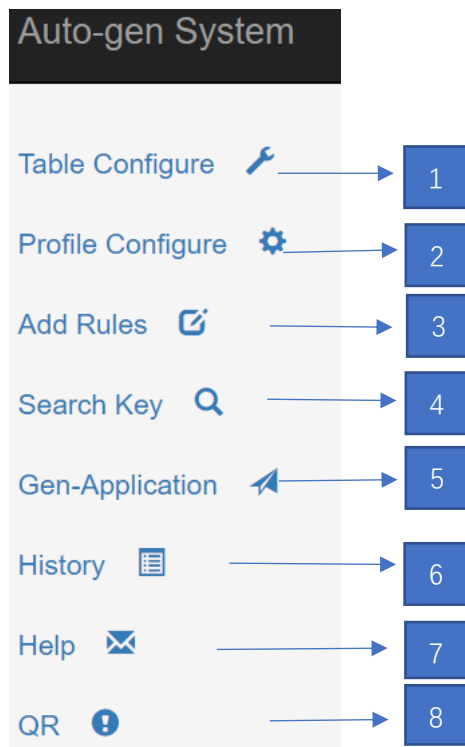 Auto-gen System
Table Configure 1
Profile Configure 2
Add Rules 3
Search Key 4
Gen-Application 5
History 6
Help 7
QR 8